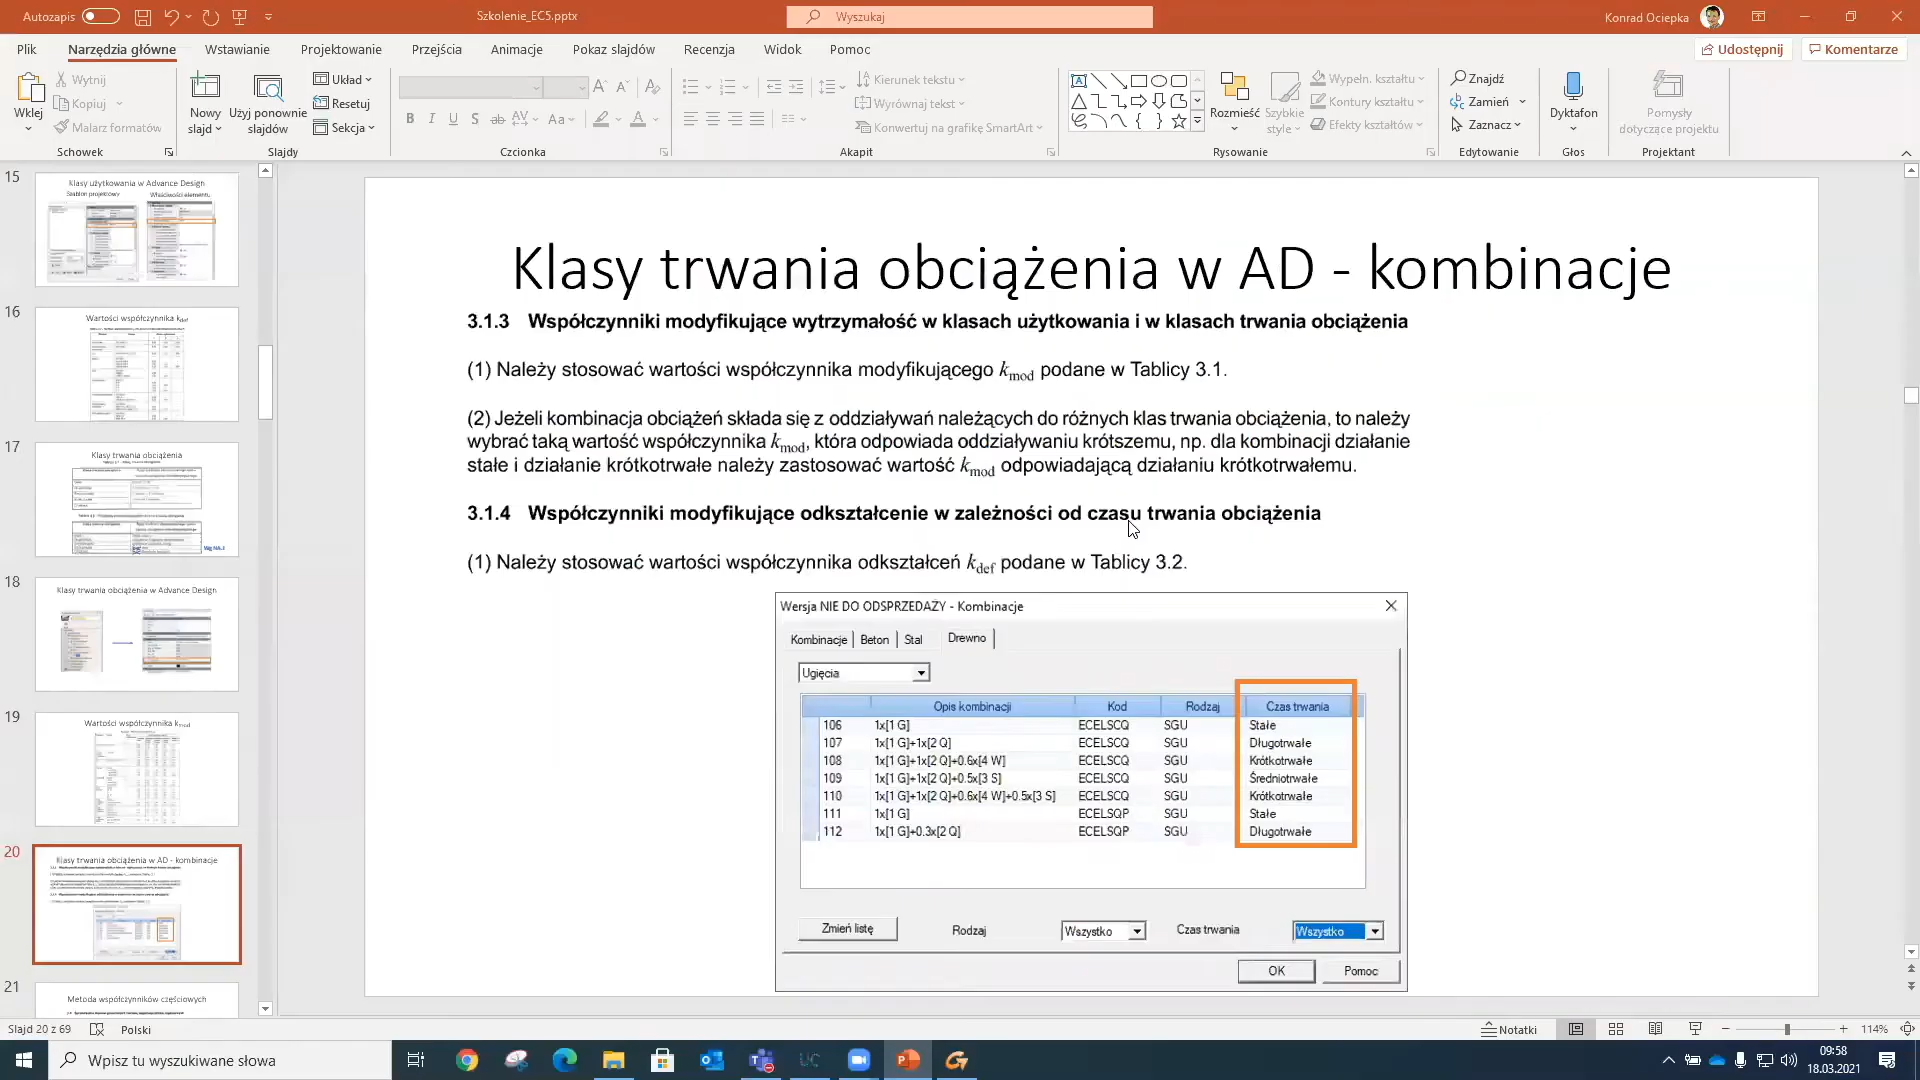 Autozapis
Szkolenie_EC5.pptx
Wyszukaj
Konrad Ociepka
Plik
Narzędzia główne
Wstawianie
Projektowanie
Przejścia
Animacje
Pokaz slajdów
Recenzja
Widok
Pomoc
Udostępnij
Komentarze
Wklej
Wytnij
Kopiuj
Malarz formatów
Schowek
Nowy
slajd
Użyj ponownie
slajdów
Układ
Resetuj
Sekcja
Slajdy
Czcionka
Kierunek tekstu
Wyrównaj tekst
Konwertuj na grafikę SmartArt
Akapit
Rozmieść
Szybkie
style
Wypełn. kształtu
Kontury kształtu
Efekty kształtów
Rysowanie
Znajdź
Zamień
Zaznacz
Edytowanie
Dyktafon
Głos
Pomysły
dotyczące projektu
Projektant
15
Klasy użytkowania w Advance Design
Szablon projektowy
Właściwości elementu
16
Wartości współczynnika kdef
17
Klasy trwania obciążenia
Wg NA.1
18
Klasy trwania obciążenia w Advance Design
19
Wartości współczynnika kmod
20
Klasy trwania obciążenia w AD - kombinacje
21
Metoda współczynników częściowych
Klasy trwania obciążenia w AD - kombinacje
3.1.3 Współczynniki modyfikujące wytrzymałość w klasach użytkowania i w klasach trwania obciążenia
(1) Należy stosować wartości współczynnika modyfikującego kmod podane w Tablicy 3.1.
(2) Jeżeli kombinacja obciążeń składa się z oddziaływań należących do różnych klas trwania obciążenia, to należy
wybrać taką wartość współczynnika kmod, która odpowiada oddziaływaniu krótszemu, np. dla kombinacji działanie
stałe i działanie krótkotrwałe należy zastosować wartość kmod odpowiadającą działaniu krótkotrwałemu.
3.1.4 Współczynniki modyfikujące odkształcenie w zależności od czasu trwania obciążenia
(1) Należy stosować wartości współczynnika odkształceń kdef podane w Tablicy 3.2.
Wersja NIE DO ODSPRZEDAŻY - Kombinacje
Kombinacje Beton Stal Drewno
Ugięcia
Opis kombinacji Kod Rodzaj Czas trwania
106 1x[1 G] ECELSCQ SGU Stałe
107 1x[1 G]+1x[2 Q] ECELSCQ SGU Długotrwałe
108 1x[1 G]+1x[2 Q]+0.6x[4 W] ECELSCQ SGU Krótkotrwałe
109 1x[1 G]+1x[2 Q]+0.5x[3 S] ECELSCQ SGU Średniotrwałe
110 1x[1 G]+1x[2 Q]+0.6x[4 W]+0.5x[3 S] ECELSCQ SGU Krótkotrwałe
111 1x[1 G] ECELSQP SGU Stałe
112 1x[1 G]+0.3x[2 Q] ECELSQP SGU Długotrwałe
Zmień listę
Rodzaj
Wszystko
Czas trwania
Wszystko
OK
Pomoc
Slajd 20 z 69
Polski
Notatki
114%
Wpisz tu wyszukiwane słowa
09:58
18.03.2021